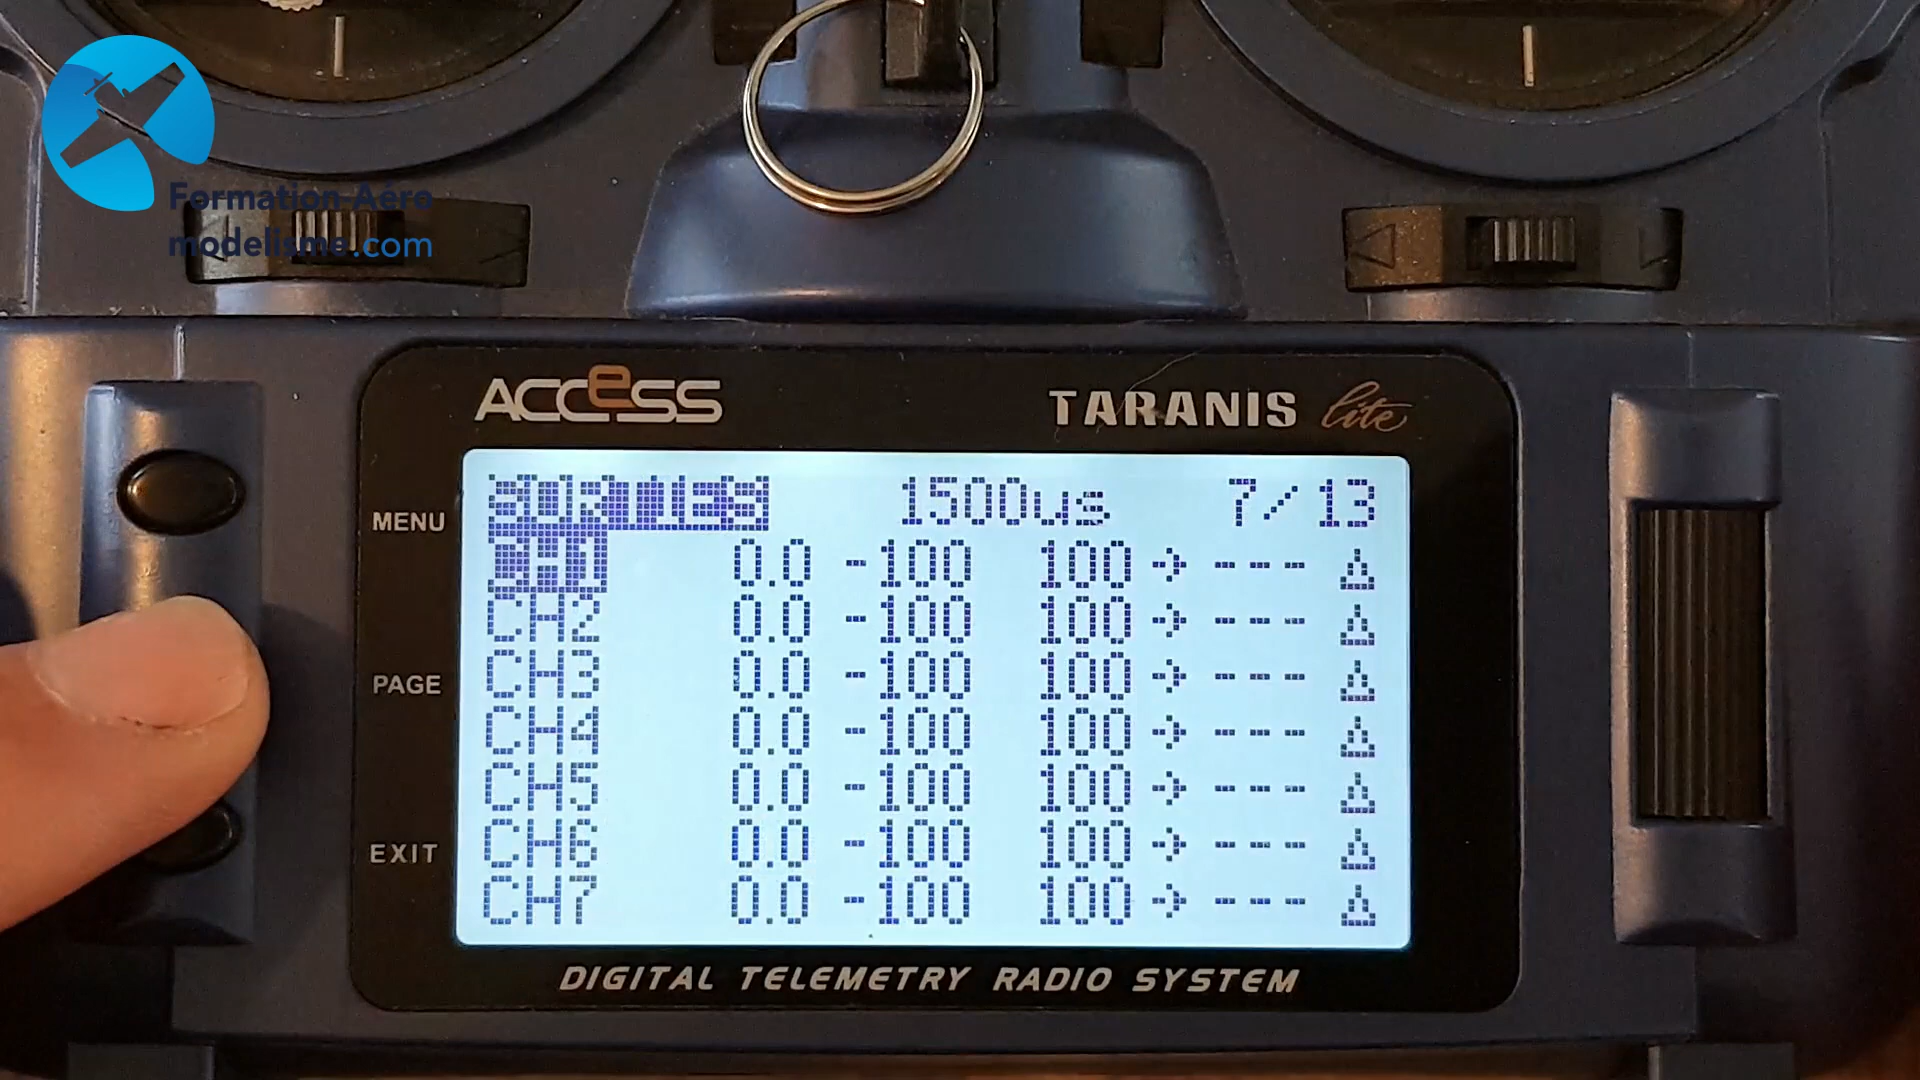 Formation-Aéro
modelisme.com
ACCeSS
TARANIS lite
MENU
PAGE
EXIT
SORTIES 1500us 7/13
CH1 0.0 -100 100 → --- Δ
CH2 0.0 -100 100 → --- Δ
CH3 0.0 -100 100 → --- Δ
CH4 0.0 -100 100 → --- Δ
CH5 0.0 -100 100 → --- Δ
CH6 0.0 -100 100 → --- Δ
CH7 0.0 -100 100 → --- Δ
DIGITAL TELEMETRY RADIO SYSTEM